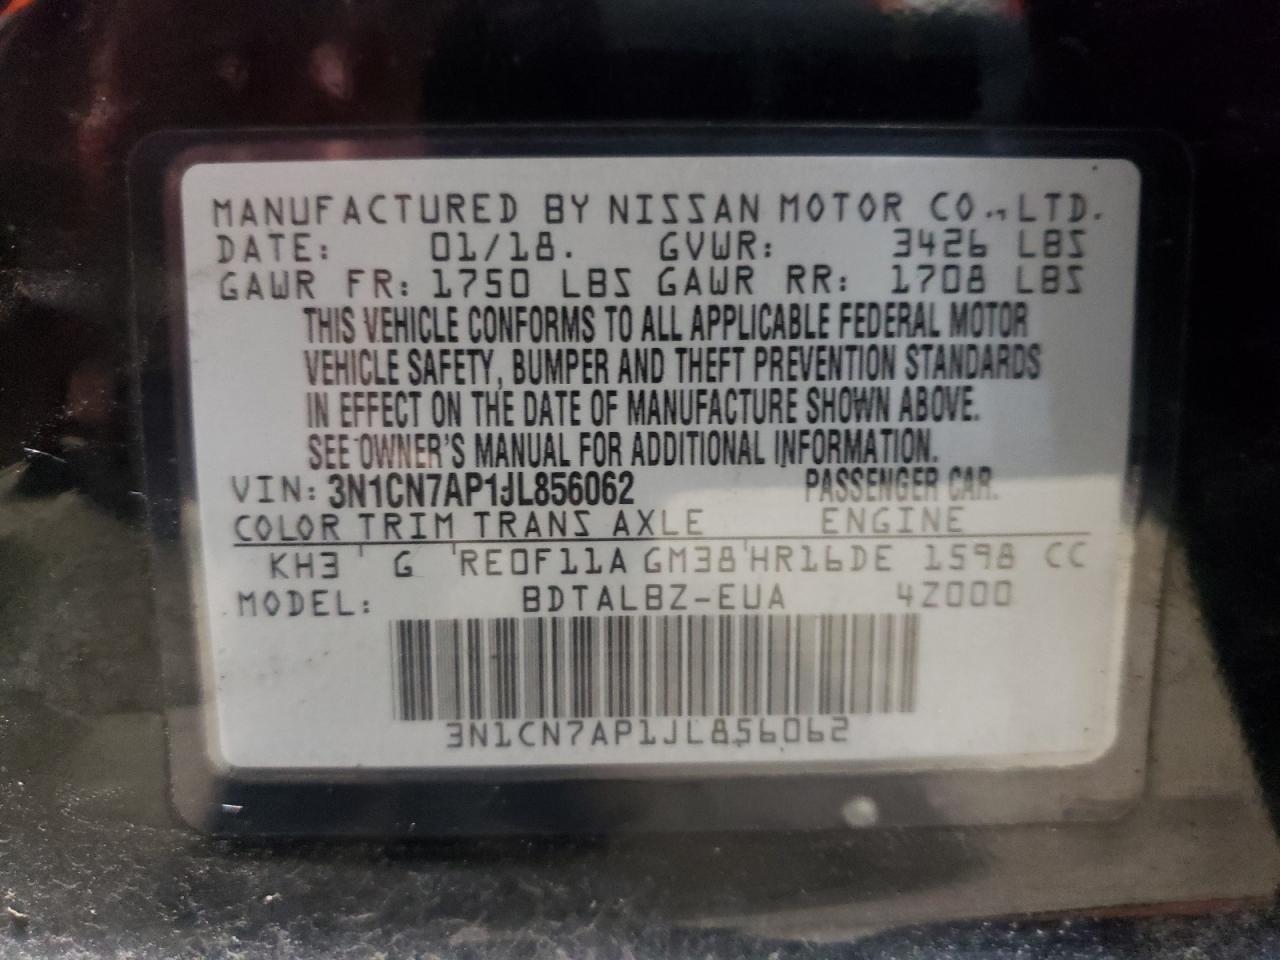 MANUFACTURED BY NISSAN MOTOR CO., LTD.
DATE: 01/18. GVWR: 3426 LBS
GAWR FR: 1750 LBS GAWR RR: 1708 LBS
THIS VEHICLE CONFORMS TO ALL APPLICABLE FEDERAL MOTOR
VEHICLE SAFETY, BUMPER AND THEFT PREVENTION STANDARDS
IN EFFECT ON THE DATE OF MANUFACTURE SHOWN ABOVE.
SEE OWNER'S MANUAL FOR ADDITIONAL INFORMATION.
VIN: 3N1CN7AP1JL856062 PASSENGER CAR.
COLOR TRIM TRANS AXLE ENGINE
KH3 G RE0F11A GM38 HR16DE 1598 CC
MODEL: BDTALBZ-EUA 4Z000
3N1CN7AP1JL856062